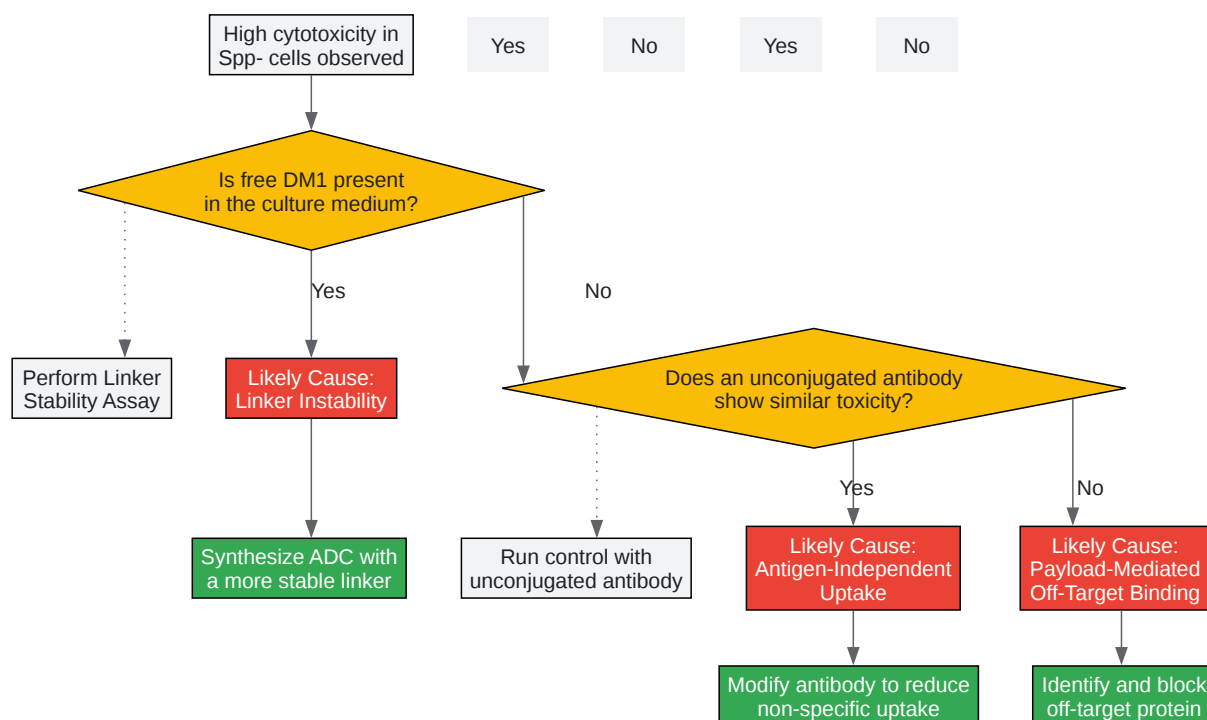 High cytotoxicity in
Spp- cells observed
Yes
No
Yes
No
Is free DM1 present
in the culture medium?
Yes
No
Perform Linker
Stability Assay
Likely Cause:
Linker Instability
Does an unconjugated antibody
show similar toxicity?
Yes
No
Synthesize ADC with
a more stable linker
Run control with
unconjugated antibody
Likely Cause:
Antigen-Independent
Uptake
Likely Cause:
Payload-Mediated
Off-Target Binding
Modify antibody to reduce
non-specific uptake
Identify and block
off-target protein